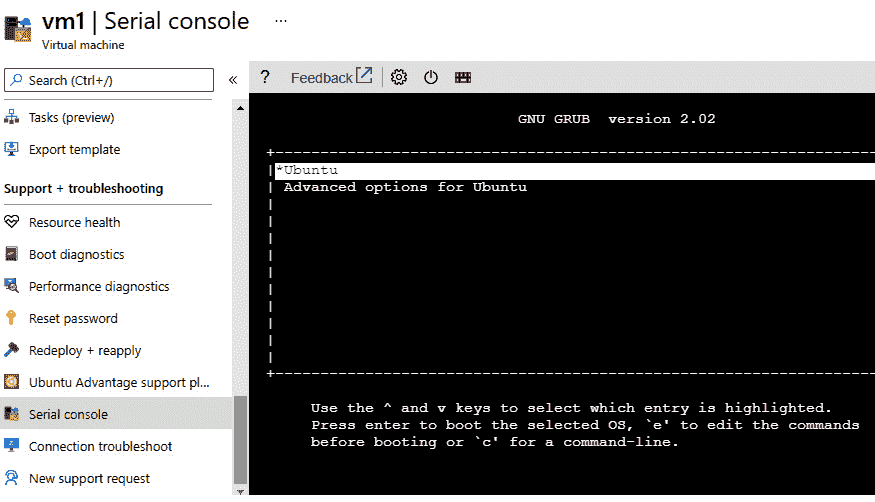 vm1 | Serial console ...
Virtual machine
Search (Ctrl+/)
«
Tasks (preview)
Export template
Support + troubleshooting
Resource health
Boot diagnostics
Performance diagnostics
Reset password
Redeploy + reapply
Ubuntu Advantage support pl...
Serial console
Connection troubleshoot
New support request
? Feedback
GNU GRUB version 2.02
*Ubuntu
Advanced options for Ubuntu
Use the ^ and v keys to select which entry is highlighted.
Press enter to boot the selected OS, `e' to edit the commands
before booting or `c' for a command-line.